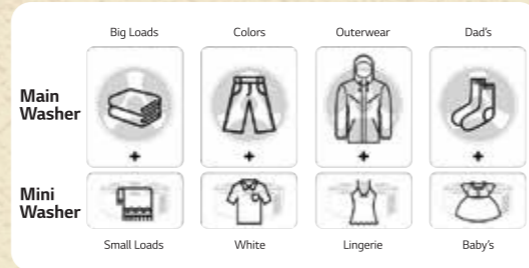 Big Loads Colors Outerwear Dad's
Main
Washer
+ + + +
Mini
Washer
Small Loads White Lingerie Baby's